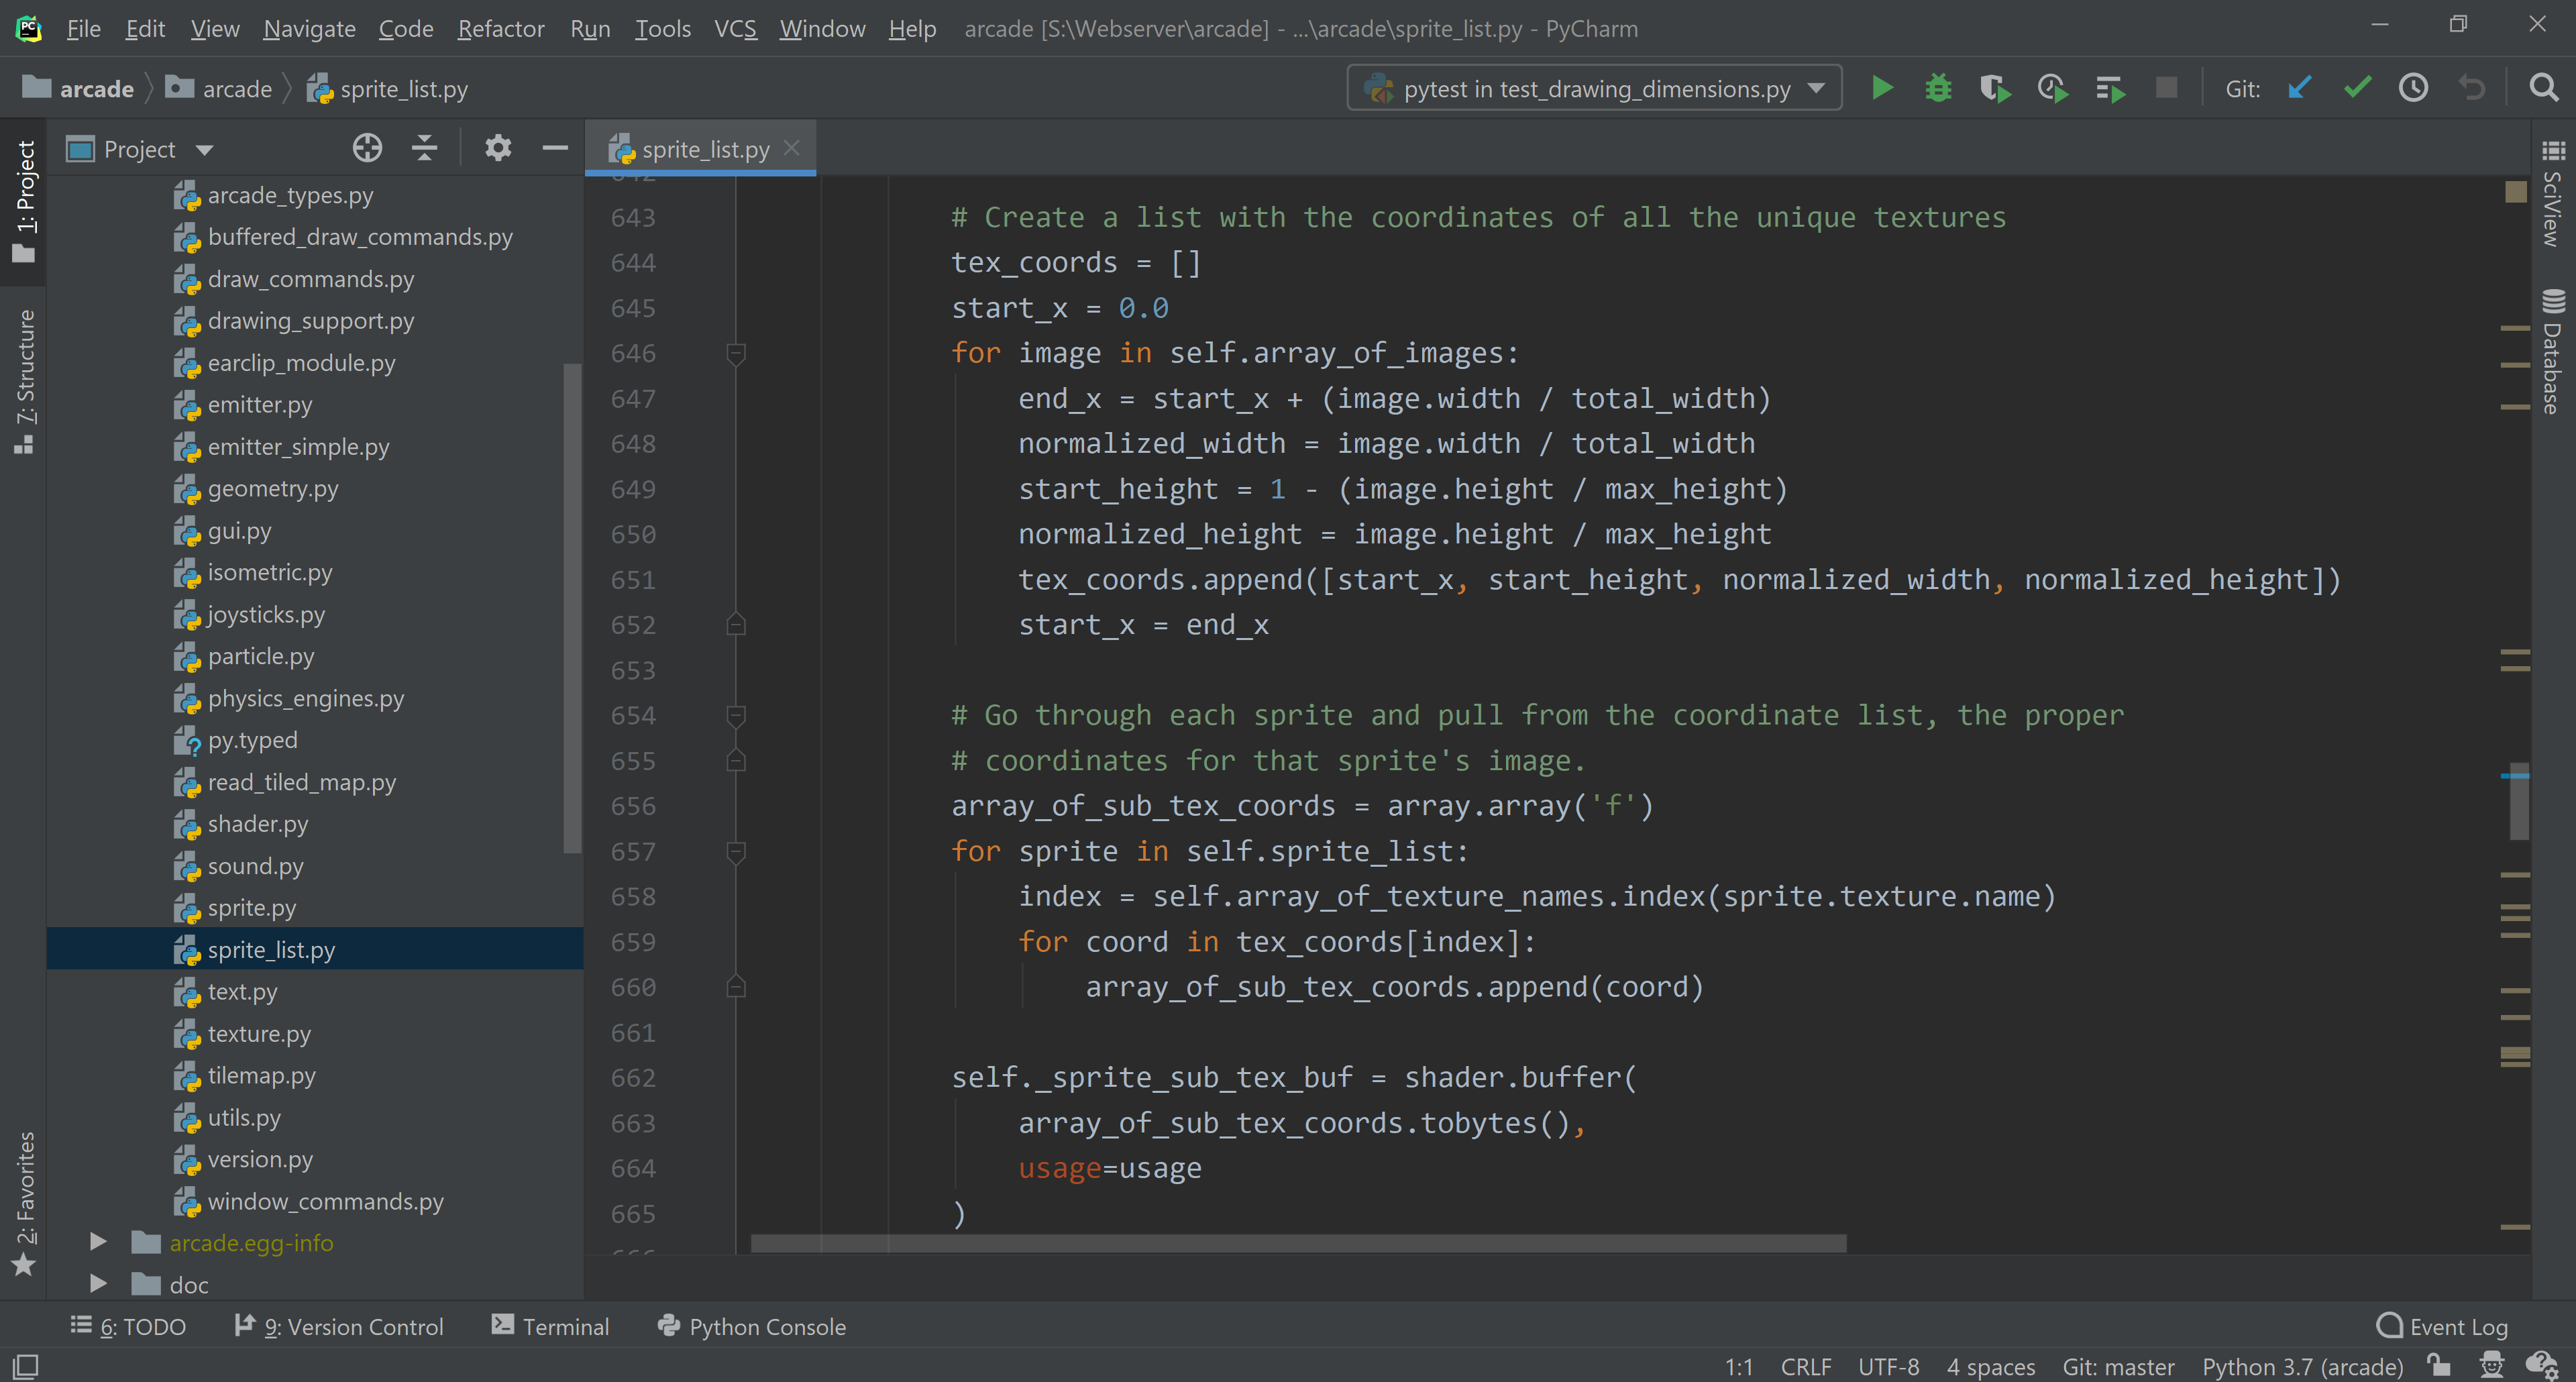 File Edit View Navigate Code Refactor Run Tools VCS Window Help arcade [S:\Webserver\arcade] - ...\arcade\sprite_list.py - PyCharm
arcade arcade sprite_list.py pytest in test_drawing_dimensions.py Git:
1: Project
7: Structure
2: Favorites
Project
arcade_types.py
buffered_draw_commands.py
draw_commands.py
drawing_support.py
earclip_module.py
emitter.py
emitter_simple.py
geometry.py
gui.py
isometric.py
joysticks.py
particle.py
physics_engines.py
py.typed
read_tiled_map.py
shader.py
sound.py
sprite.py
sprite_list.py
text.py
texture.py
tilemap.py
utils.py
version.py
window_commands.py
arcade.egg-info
doc
sprite_list.py
643 # Create a list with the coordinates of all the unique textures
644 tex_coords = []
645 start_x = 0.0
646 for image in self.array_of_images:
647 end_x = start_x + (image.width / total_width)
648 normalized_width = image.width / total_width
649 start_height = 1 - (image.height / max_height)
650 normalized_height = image.height / max_height
651 tex_coords.append([start_x, start_height, normalized_width, normalized_height])
652 start_x = end_x
653
654 # Go through each sprite and pull from the coordinate list, the proper
655 # coordinates for that sprite's image.
656 array_of_sub_tex_coords = array.array('f')
657 for sprite in self.sprite_list:
658 index = self.array_of_texture_names.index(sprite.texture.name)
659 for coord in tex_coords[index]:
660 array_of_sub_tex_coords.append(coord)
661
662 self._sprite_sub_tex_buf = shader.buffer(
663 array_of_sub_tex_coords.tobytes(),
664 usage=usage
665 )
SciView
Database
6: TODO 9: Version Control Terminal Python Console Event Log
1:1 CRLF UTF-8 4 spaces Git: master Python 3.7 (arcade)